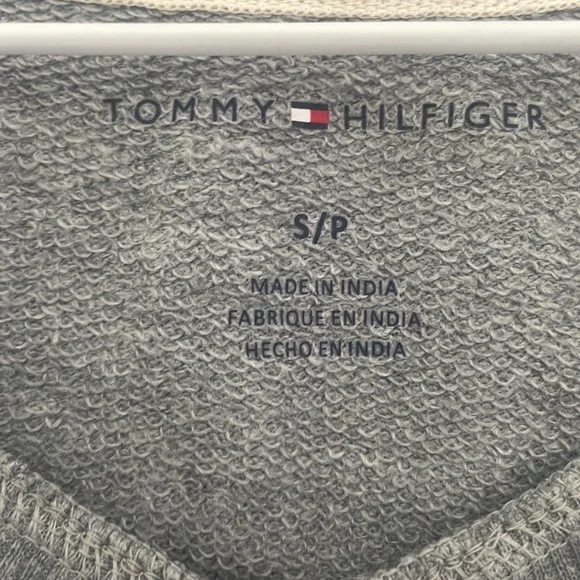 TOMMY HILFIGER
S/P
MADE IN INDIA
FABRIQUE EN INDIA
HECHO EN INDIA